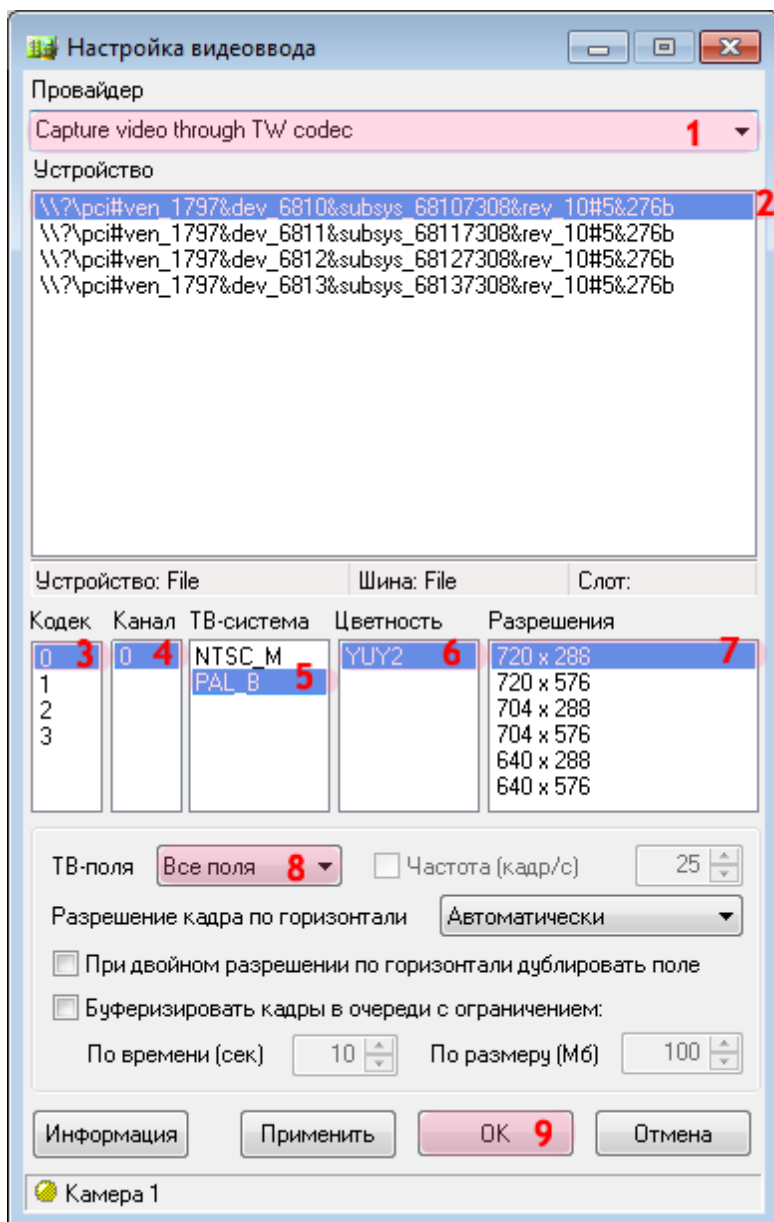 Настройка видеоввода
Провайдер
Capture video through TW codec 1
Устройство
\\?\pci#ven_1797&dev_6810&subsys_68107308&rev_10#5&276b 2
\\?\pci#ven_1797&dev_6811&subsys_68117308&rev_10#5&276b
\\?\pci#ven_1797&dev_6812&subsys_68127308&rev_10#5&276b
\\?\pci#ven_1797&dev_6813&subsys_68137308&rev_10#5&276b
Устройство: File Шина: File Слот:
Кодек Канал ТВ-система Цветность Разрешения
0 3 0 4 NTSC_M YUY2 6 720 x 288 7
1 PAL_B 5 720 x 576
2 704 x 288
3 704 x 576
640 x 288
640 x 576
ТВ-поля Все поля 8 Частота (кадр/с) 25
Разрешение кадра по горизонтали Автоматически
При двойном разрешении по горизонтали дублировать поле
Буферизировать кадры в очереди с ограничением:
По времени (сек) 10 По размеру (Мб) 100
Информация Применить OK 9 Отмена
Камера 1